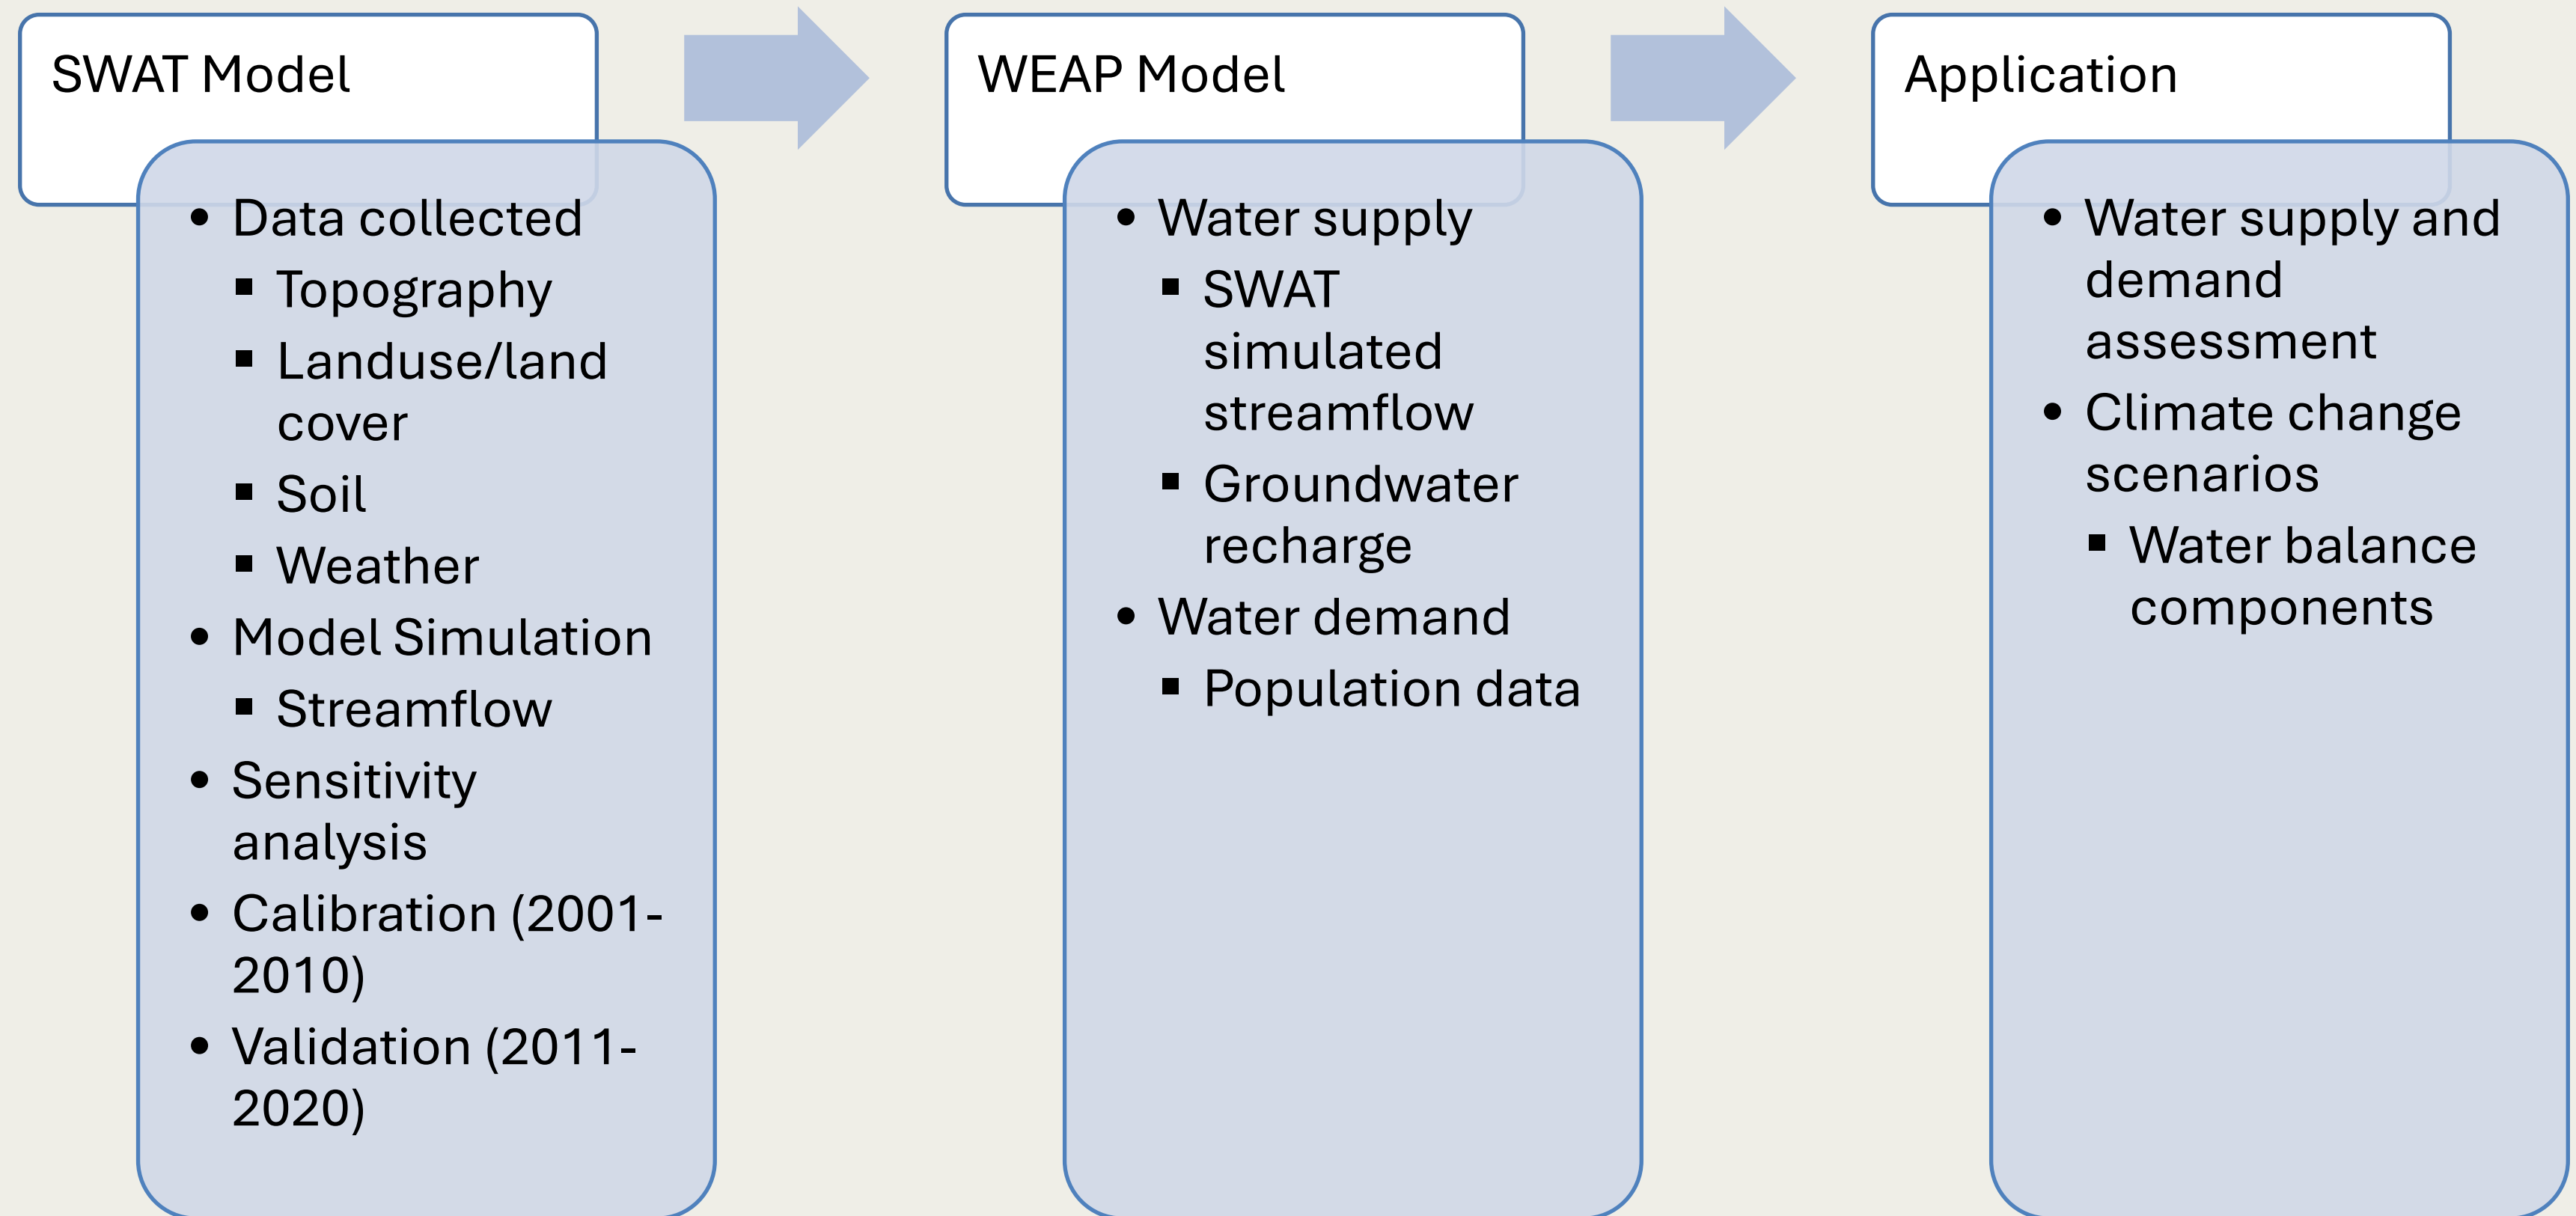 SWAT Model
Data collected
Topography
Landuse/land
cover
Soil
Weather
Model Simulation
Streamflow
Sensitivity
analysis
Calibration (2001-
2010)
Validation (2011-
2020)
WEAP Model
Water supply
SWAT
simulated
streamflow
Groundwater
recharge
Water demand
Population data
Application
Water supply and
demand
assessment
Climate change
scenarios
Water balance
components